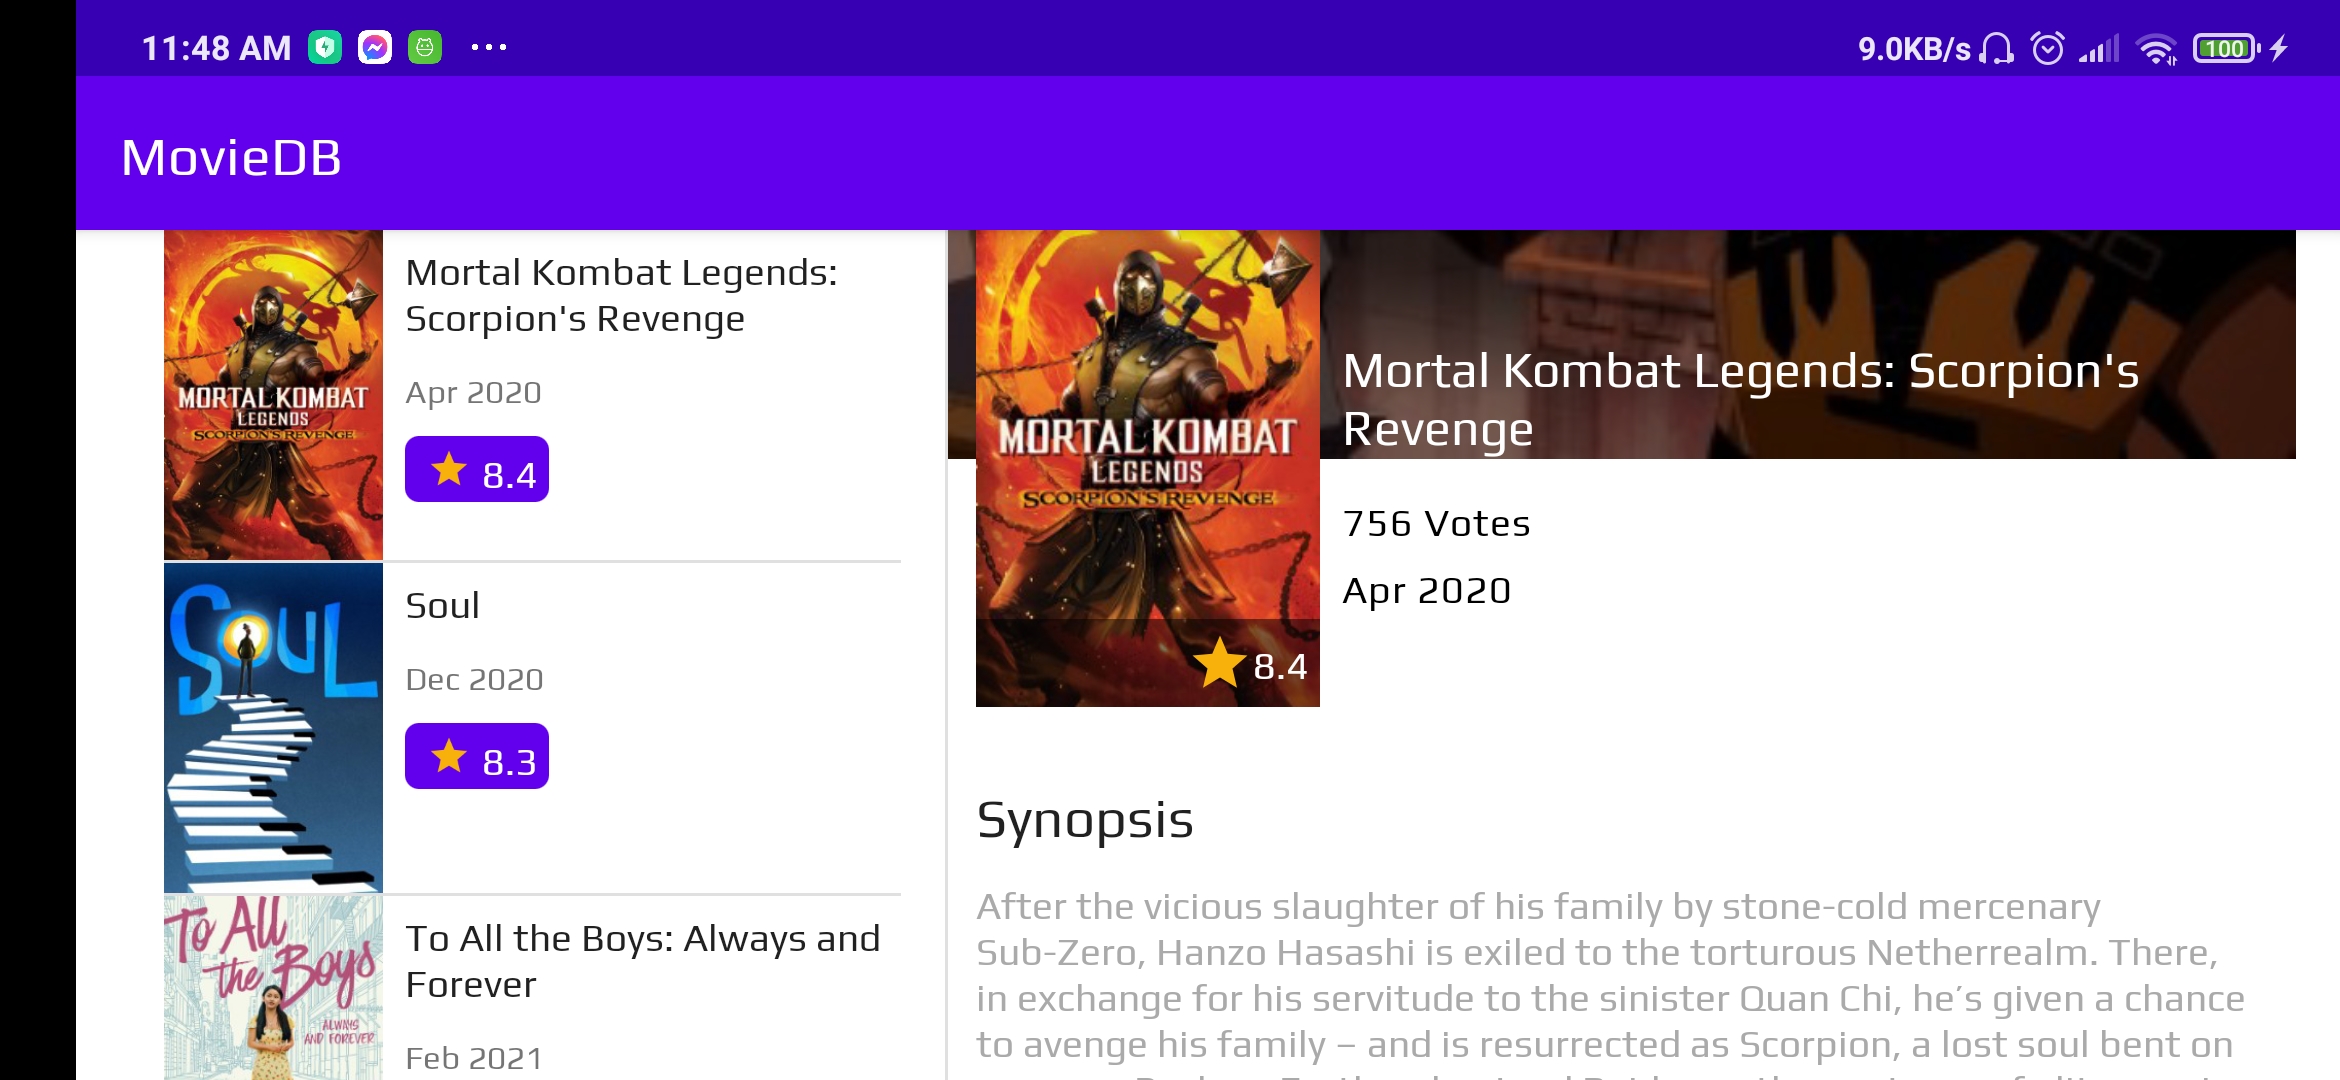 11:48 AM
9.0KB/s
100
MovieDB
MORTAL KOMBAT
LEGENDS
SCORPION'S REVENGE
Mortal Kombat Legends:
Scorpion's Revenge
Apr 2020
8.4
SOUL
Soul
Dec 2020
8.3
To All
the Boys
ALWAYS
AND FOREVER
To All the Boys: Always and
Forever
Feb 2021
MORTAL KOMBAT
LEGENDS
SCORPION'S REVENGE
8.4
Mortal Kombat Legends: Scorpion's
Revenge
756 Votes
Apr 2020
Synopsis
After the vicious slaughter of his family by stone-cold mercenary
Sub-Zero, Hanzo Hasashi is exiled to the torturous Netherrealm. There,
in exchange for his servitude to the sinister Quan Chi, he’s given a chance
to avenge his family – and is resurrected as Scorpion, a lost soul bent on